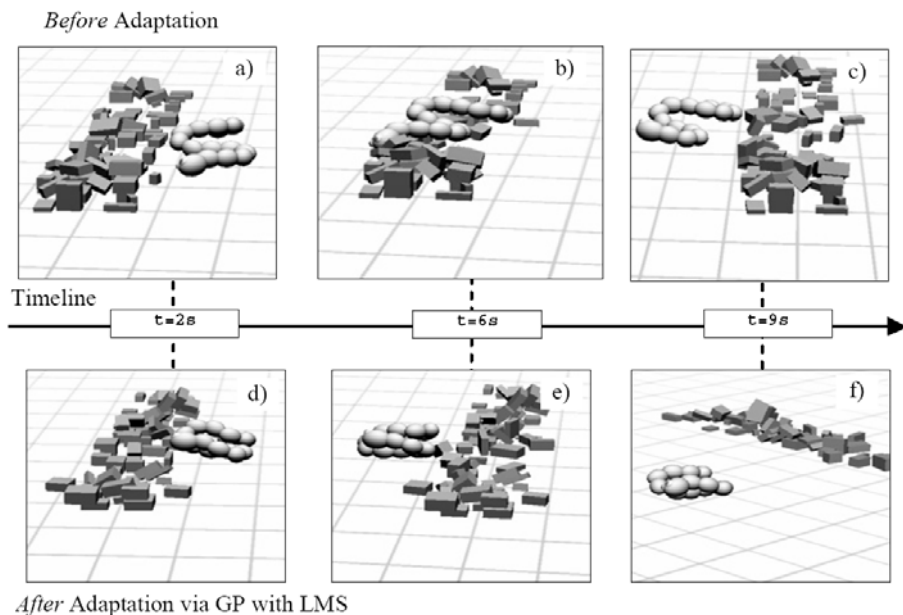 Before Adaptation
a)
b)
c)
Timeline
t=2s
t=6s
t=9s
d)
e)
f)
After Adaptation via GP with LMS